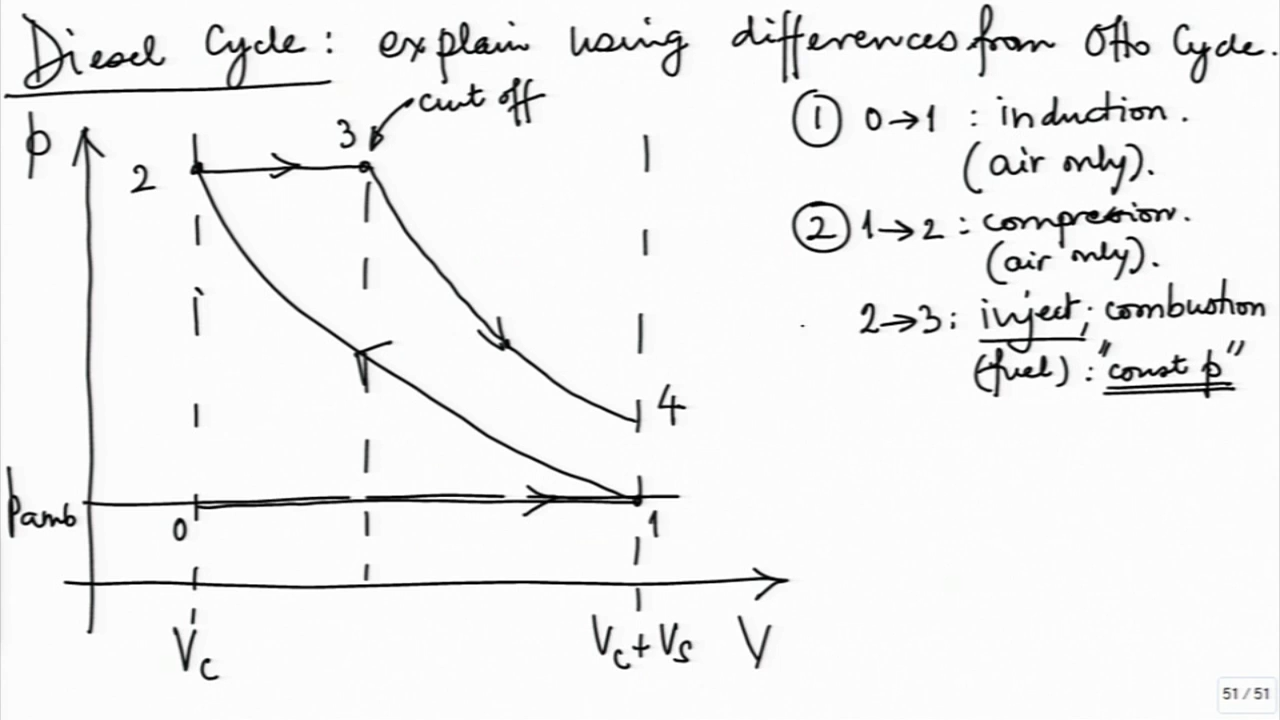 Diesel Cycle: explain using differences from Otto Cycle.
cut off
p
3
2
4
pamb
0
1
Vc
Vc+Vs
V
① 0→1 : induction.
(air only).
② 1→2 : compression.
(air only).
2→3 : inject; combustion
(fuel) : "const p"
51 / 51